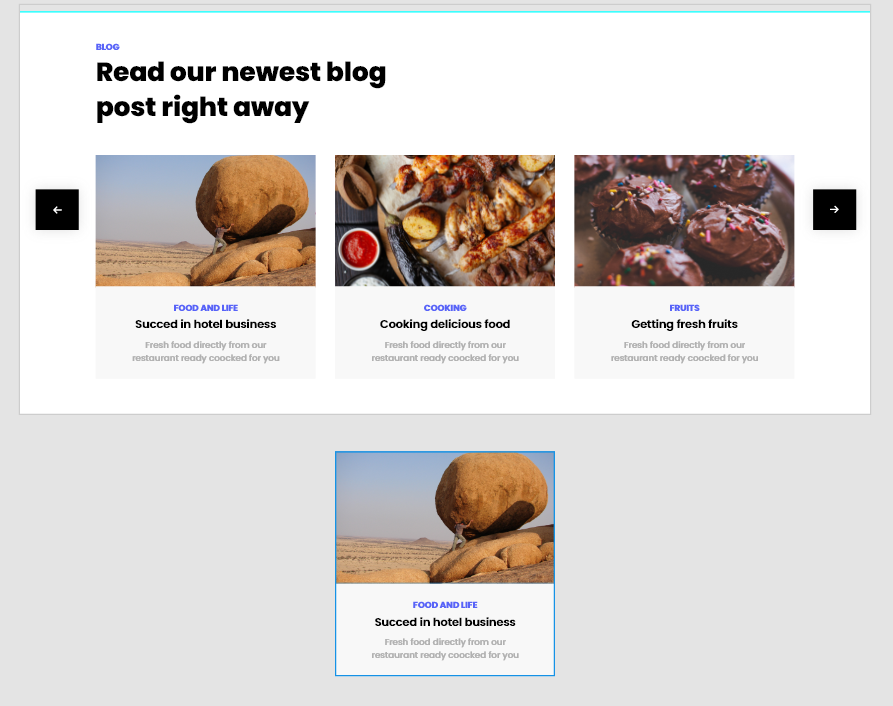 BLOG
Read our newest blog
post right away
FOOD AND LIFE
Succed in hotel business
Fresh food directly from our
restaurant ready coocked for you
COOKING
Cooking delicious food
Fresh food directly from our
restaurant ready coocked for you
FRUITS
Getting fresh fruits
Fresh food directly from our
restaurant ready coocked for you
FOOD AND LIFE
Succed in hotel business
Fresh food directly from our
restaurant ready coocked for you